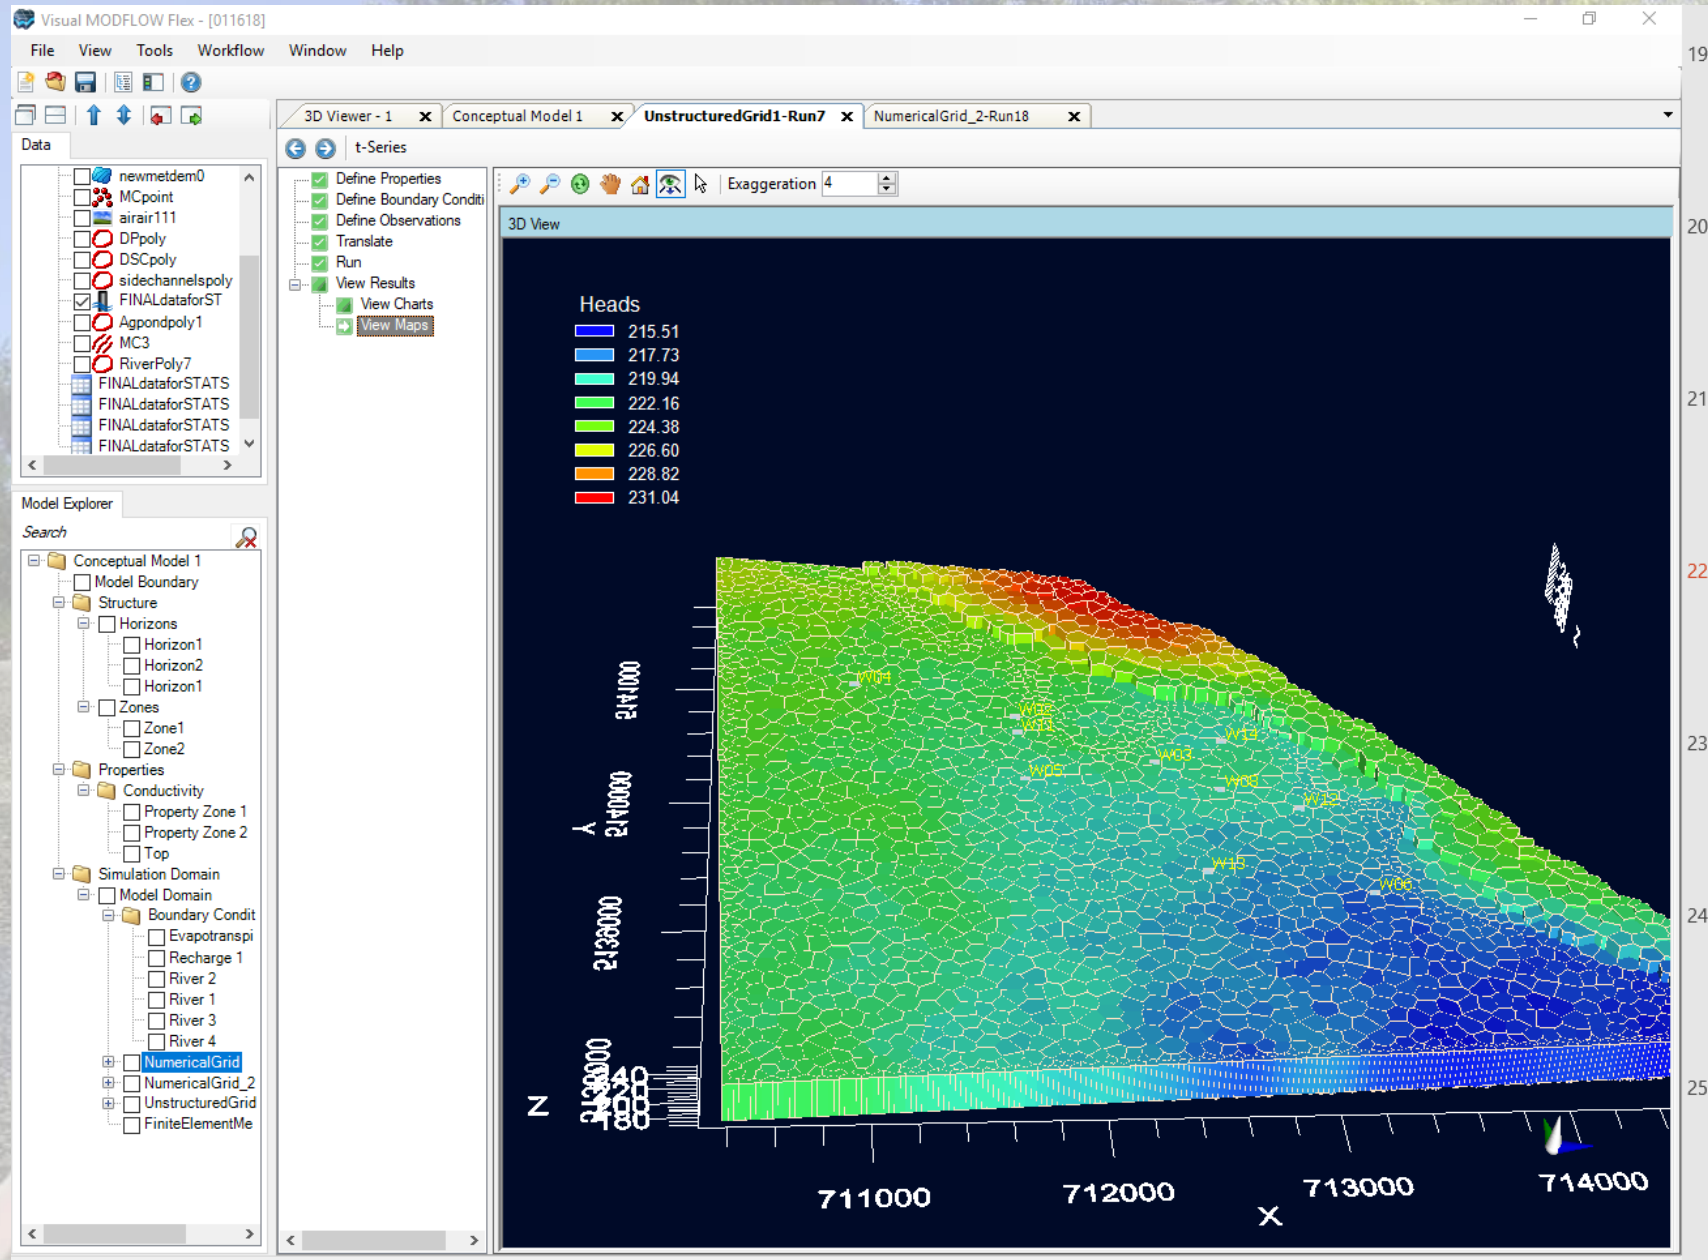 Visual MODFLOW Flex - [011618]
File View Tools Workflow Window Help
Data
newmetdem0
MCpoint
airair111
DPpoly
DSCpoly
sidechannelspoly
FINALdataforST
Agpondpoly1
MC3
RiverPoly7
FINALdataforSTATS
FINALdataforSTATS
FINALdataforSTATS
FINALdataforSTATS
Model Explorer
Search
Conceptual Model 1
Model Boundary
Structure
Horizons
Horizon1
Horizon2
Horizon1
Zones
Zone1
Zone2
Properties
Conductivity
Property Zone 1
Property Zone 2
Top
Simulation Domain
Model Domain
Boundary Condit
Evapotranspi
Recharge 1
River 2
River 1
River 3
River 4
NumericalGrid
NumericalGrid_2
UnstructuredGrid
FiniteElementMe
3D Viewer - 1
Conceptual Model 1
UnstructuredGrid1-Run7
NumericalGrid_2-Run18
t-Series
Define Properties
Define Boundary Conditi
Define Observations
Translate
Run
View Results
View Charts
View Maps
Exaggeration 4
3D View
Heads
215.51
217.73
219.94
222.16
224.38
226.60
228.82
231.04
W04
W14
W03
W05
W08
W12
W13
W06
5141000
Y
5140000
5139000
Z
180
711000
712000
713000
714000
X
19
20
21
22
23
24
25